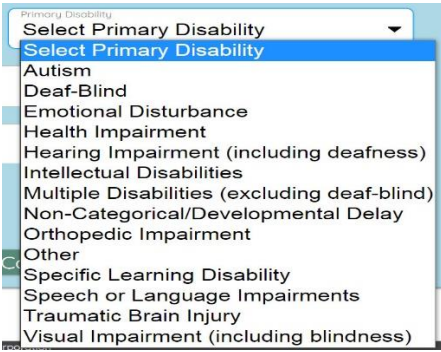 Primary Disability
Select Primary Disability
Select Primary Disability
Autism
Deaf-Blind
Emotional Disturbance
Health Impairment
Hearing Impairment (including deafness)
Intellectual Disabilities
Multiple Disabilities (excluding deaf-blind)
Non-Categorical/Developmental Delay
Orthopedic Impairment
Other
Specific Learning Disability
Speech or Language Impairments
Traumatic Brain Injury
Visual Impairment (including blindness)